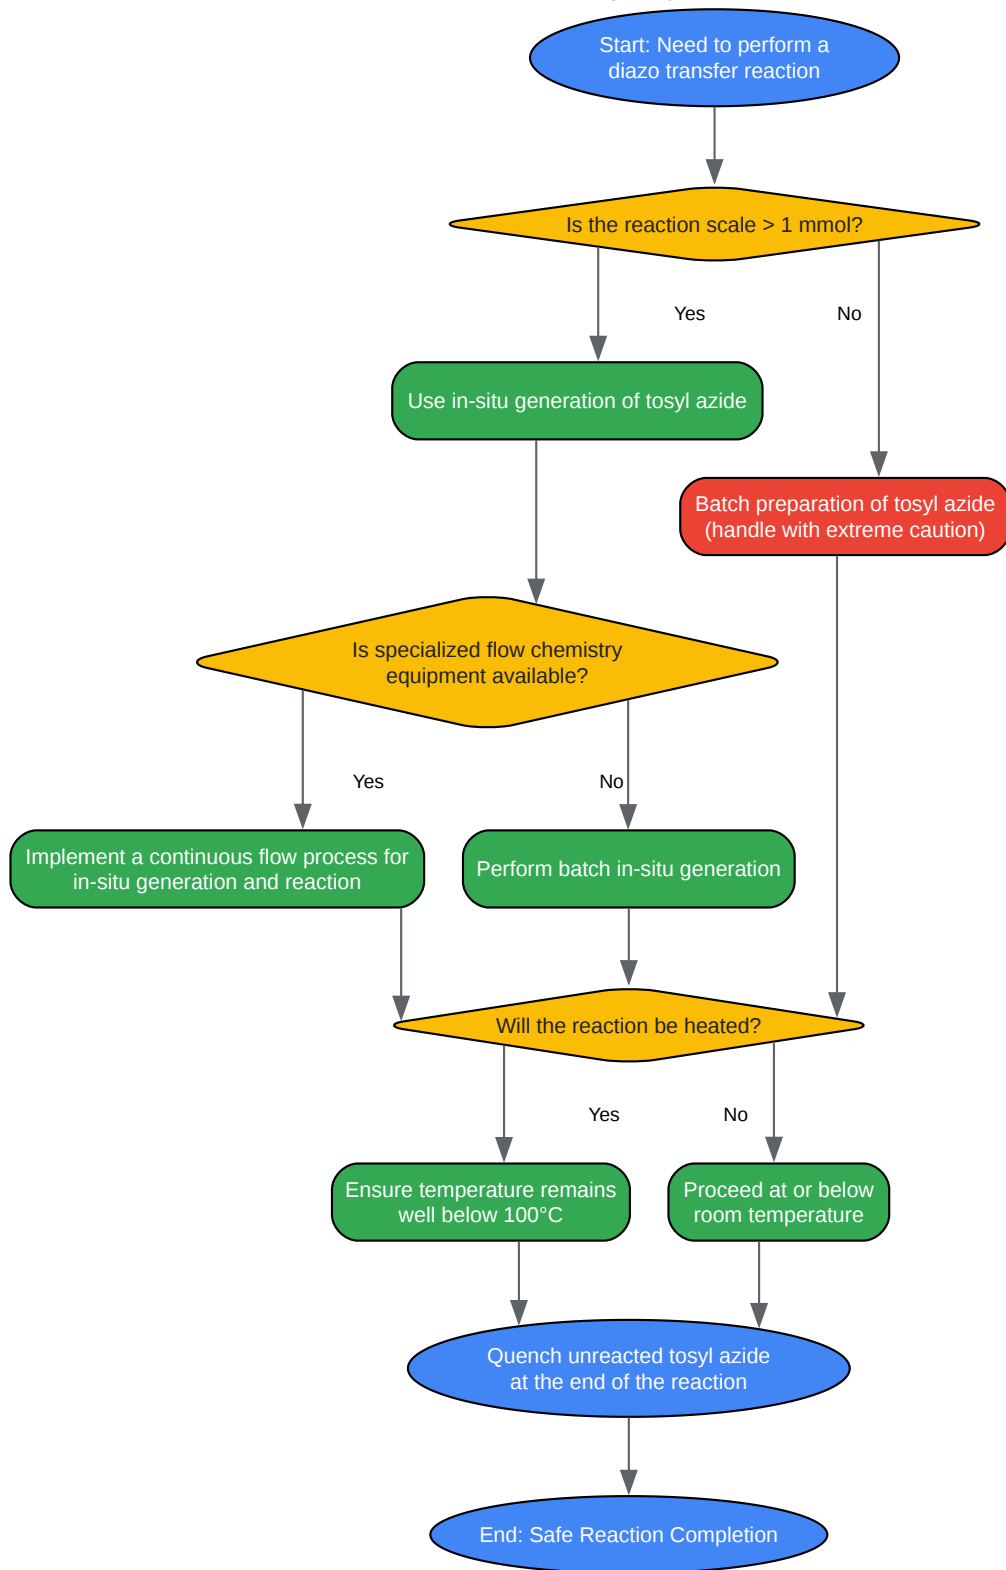 Start: Need to perform a
diazo transfer reaction
Is the reaction scale > 1 mmol?
Yes
No
Use in-situ generation of tosyl azide
Batch preparation of tosyl azide
(handle with extreme caution)
Is specialized flow chemistry
equipment available?
Yes
No
Implement a continuous flow process for
in-situ generation and reaction
Perform batch in-situ generation
Will the reaction be heated?
Yes
No
Ensure temperature remains
well below 100°C
Proceed at or below
room temperature
Quench unreacted tosyl azide
at the end of the reaction
End: Safe Reaction Completion